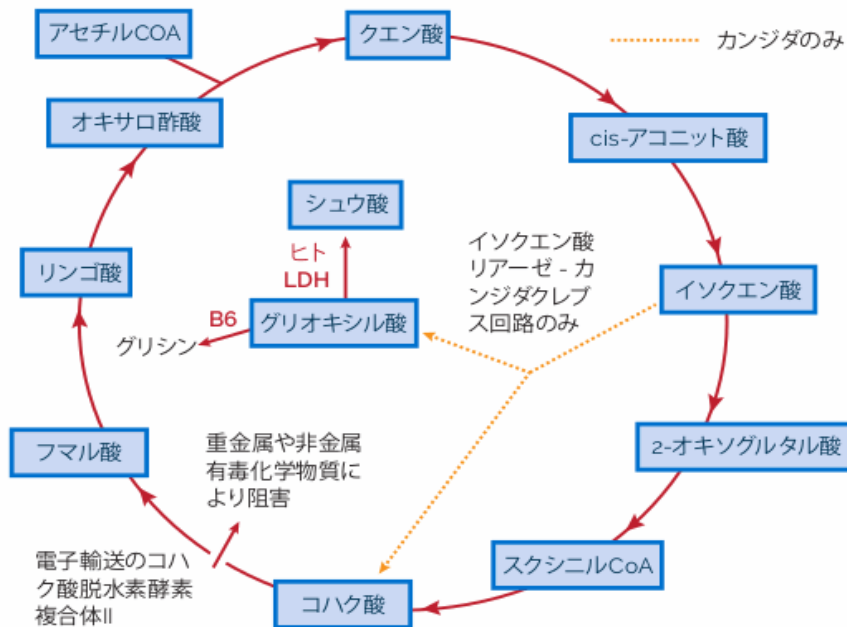 アセチルCOA
クエン酸
カンジダのみ
オキサロ酢酸
cis-アコニット酸
シュウ酸
ヒト
LDH
イソクエン酸
リアーゼ - カ
ンジダクレブ
ス回路のみ
リンゴ酸
イソクエン酸
B6
グリオキシル酸
グリシン
フマル酸
重金属や非金属
有毒化学物質に
より阻害
2-オキソグルタル酸
電子輸送のコハ
ク酸脱水素酵素
複合体II
スクシニルCoA
コハク酸